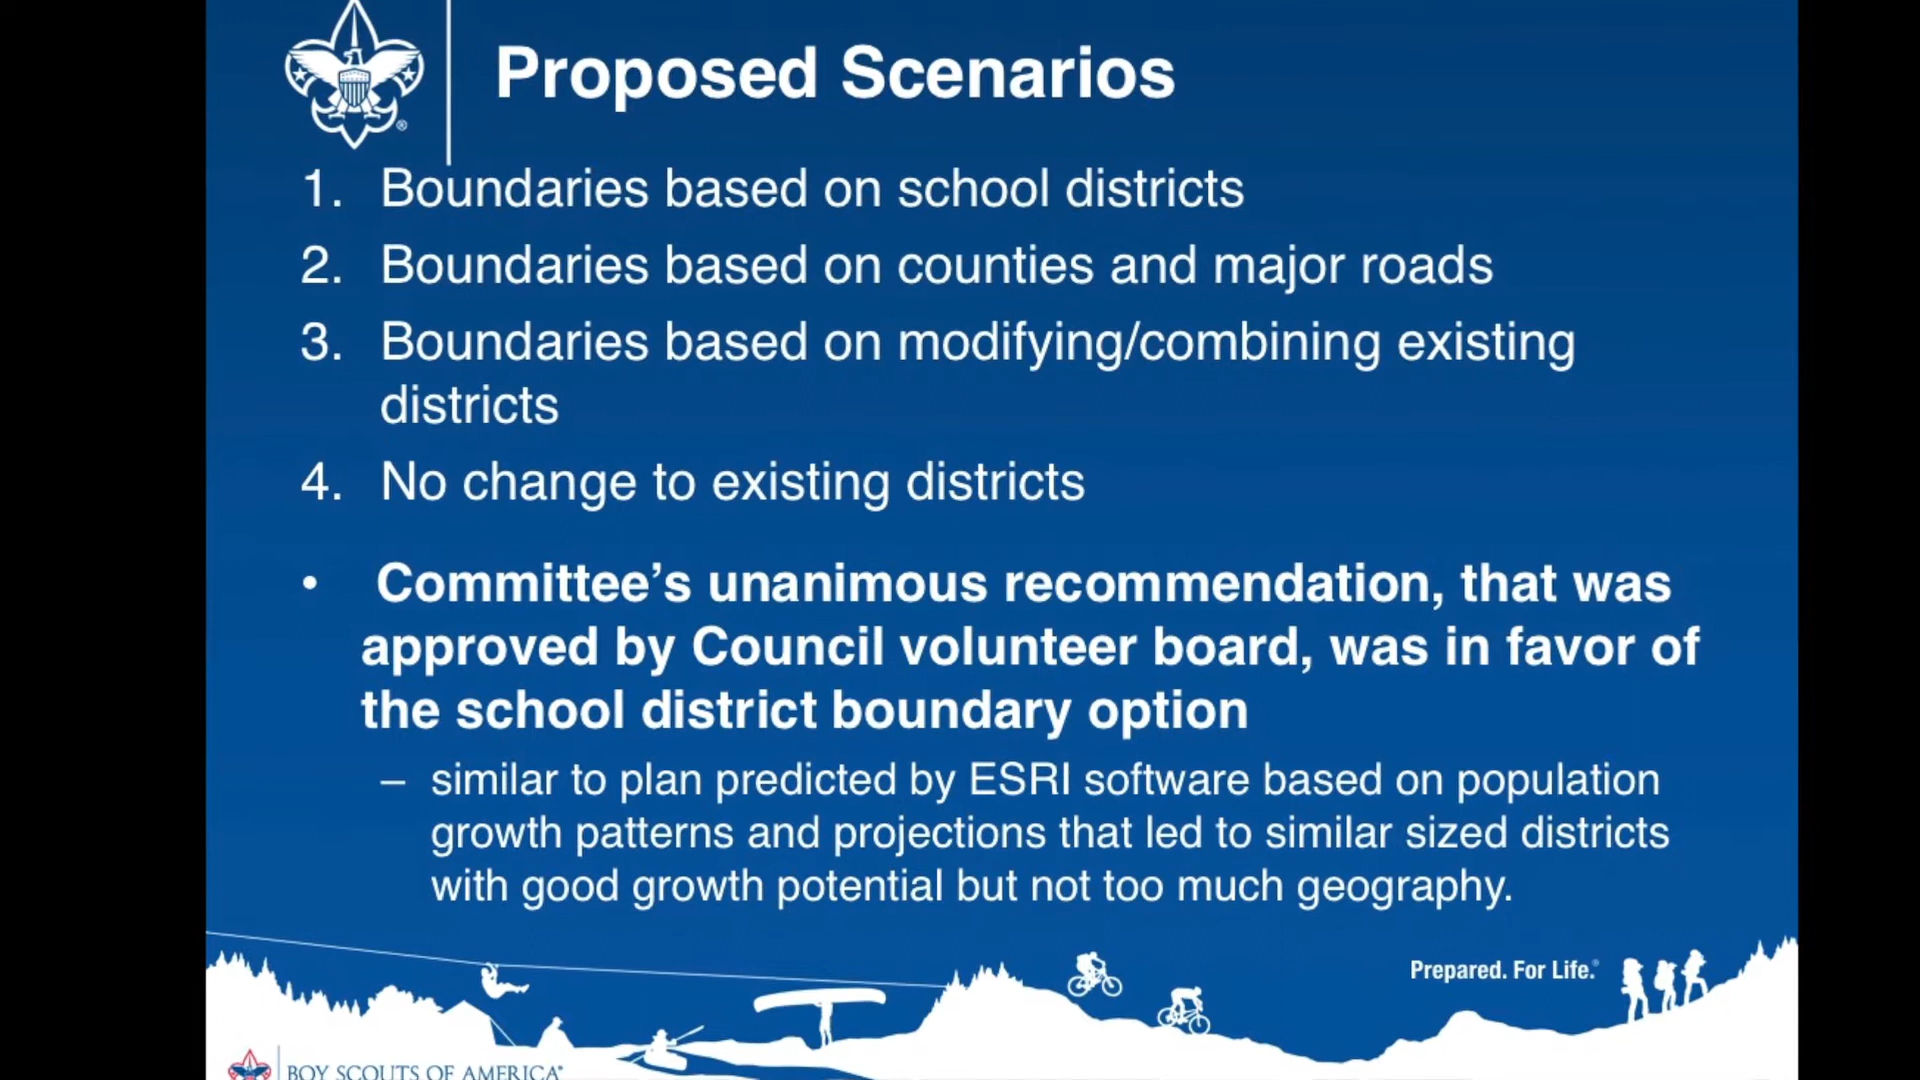 Proposed Scenarios
1. Boundaries based on school districts
2. Boundaries based on counties and major roads
3. Boundaries based on modifying/combining existing
districts
4. No change to existing districts
• Committee’s unanimous recommendation, that was
approved by Council volunteer board, was in favor of
the school district boundary option
– similar to plan predicted by ESRI software based on population
growth patterns and projections that led to similar sized districts
with good growth potential but not too much geography.
Prepared. For Life.®
BOY SCOUTS OF AMERICA®